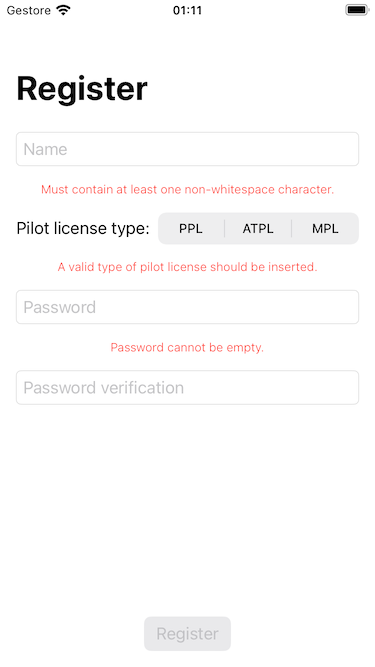 Gestore 01:11
Register
Name
Must contain at least one non-whitespace character.
Pilot license type: PPL ATPL MPL
A valid type of pilot license should be inserted.
Password
Password cannot be empty.
Password verification
Register